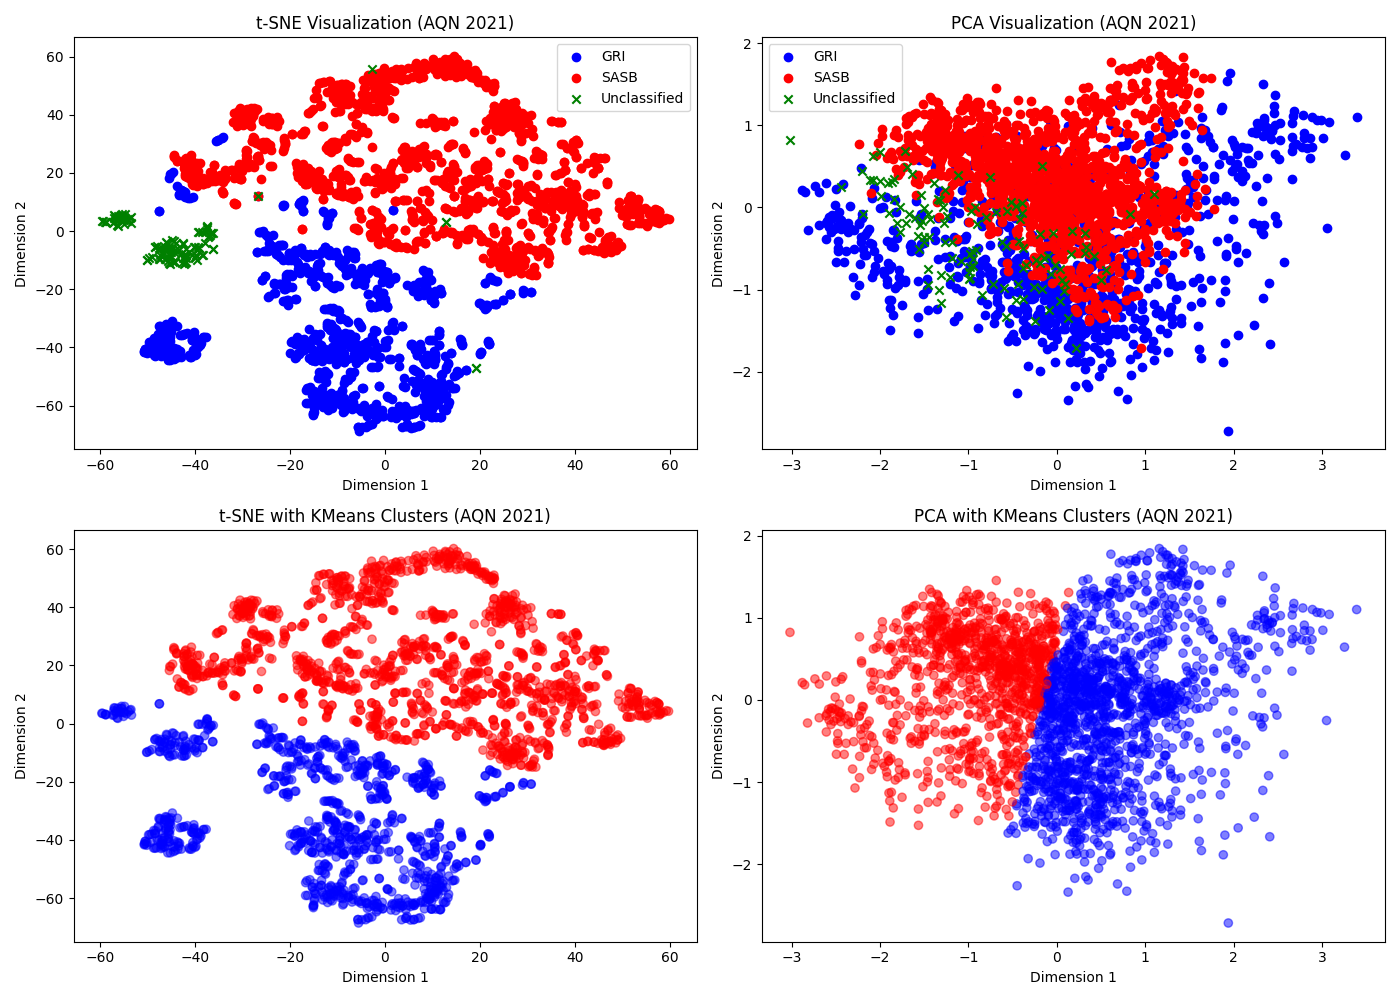 t-SNE Visualization (AQN 2021)
GRI
SASB
Unclassified
60
40
20
0
−20
−40
−60
Dimension 2
−60
−40
−20
0
20
40
60
Dimension 1
PCA Visualization (AQN 2021)
GRI
SASB
Unclassified
2
1
0
−1
−2
Dimension 2
−3
−2
−1
0
1
2
3
Dimension 1
t-SNE with KMeans Clusters (AQN 2021)
60
40
20
0
−20
−40
−60
Dimension 2
−60
−40
−20
0
20
40
60
Dimension 1
PCA with KMeans Clusters (AQN 2021)
2
1
0
−1
−2
Dimension 2
−3
−2
−1
0
1
2
3
Dimension 1